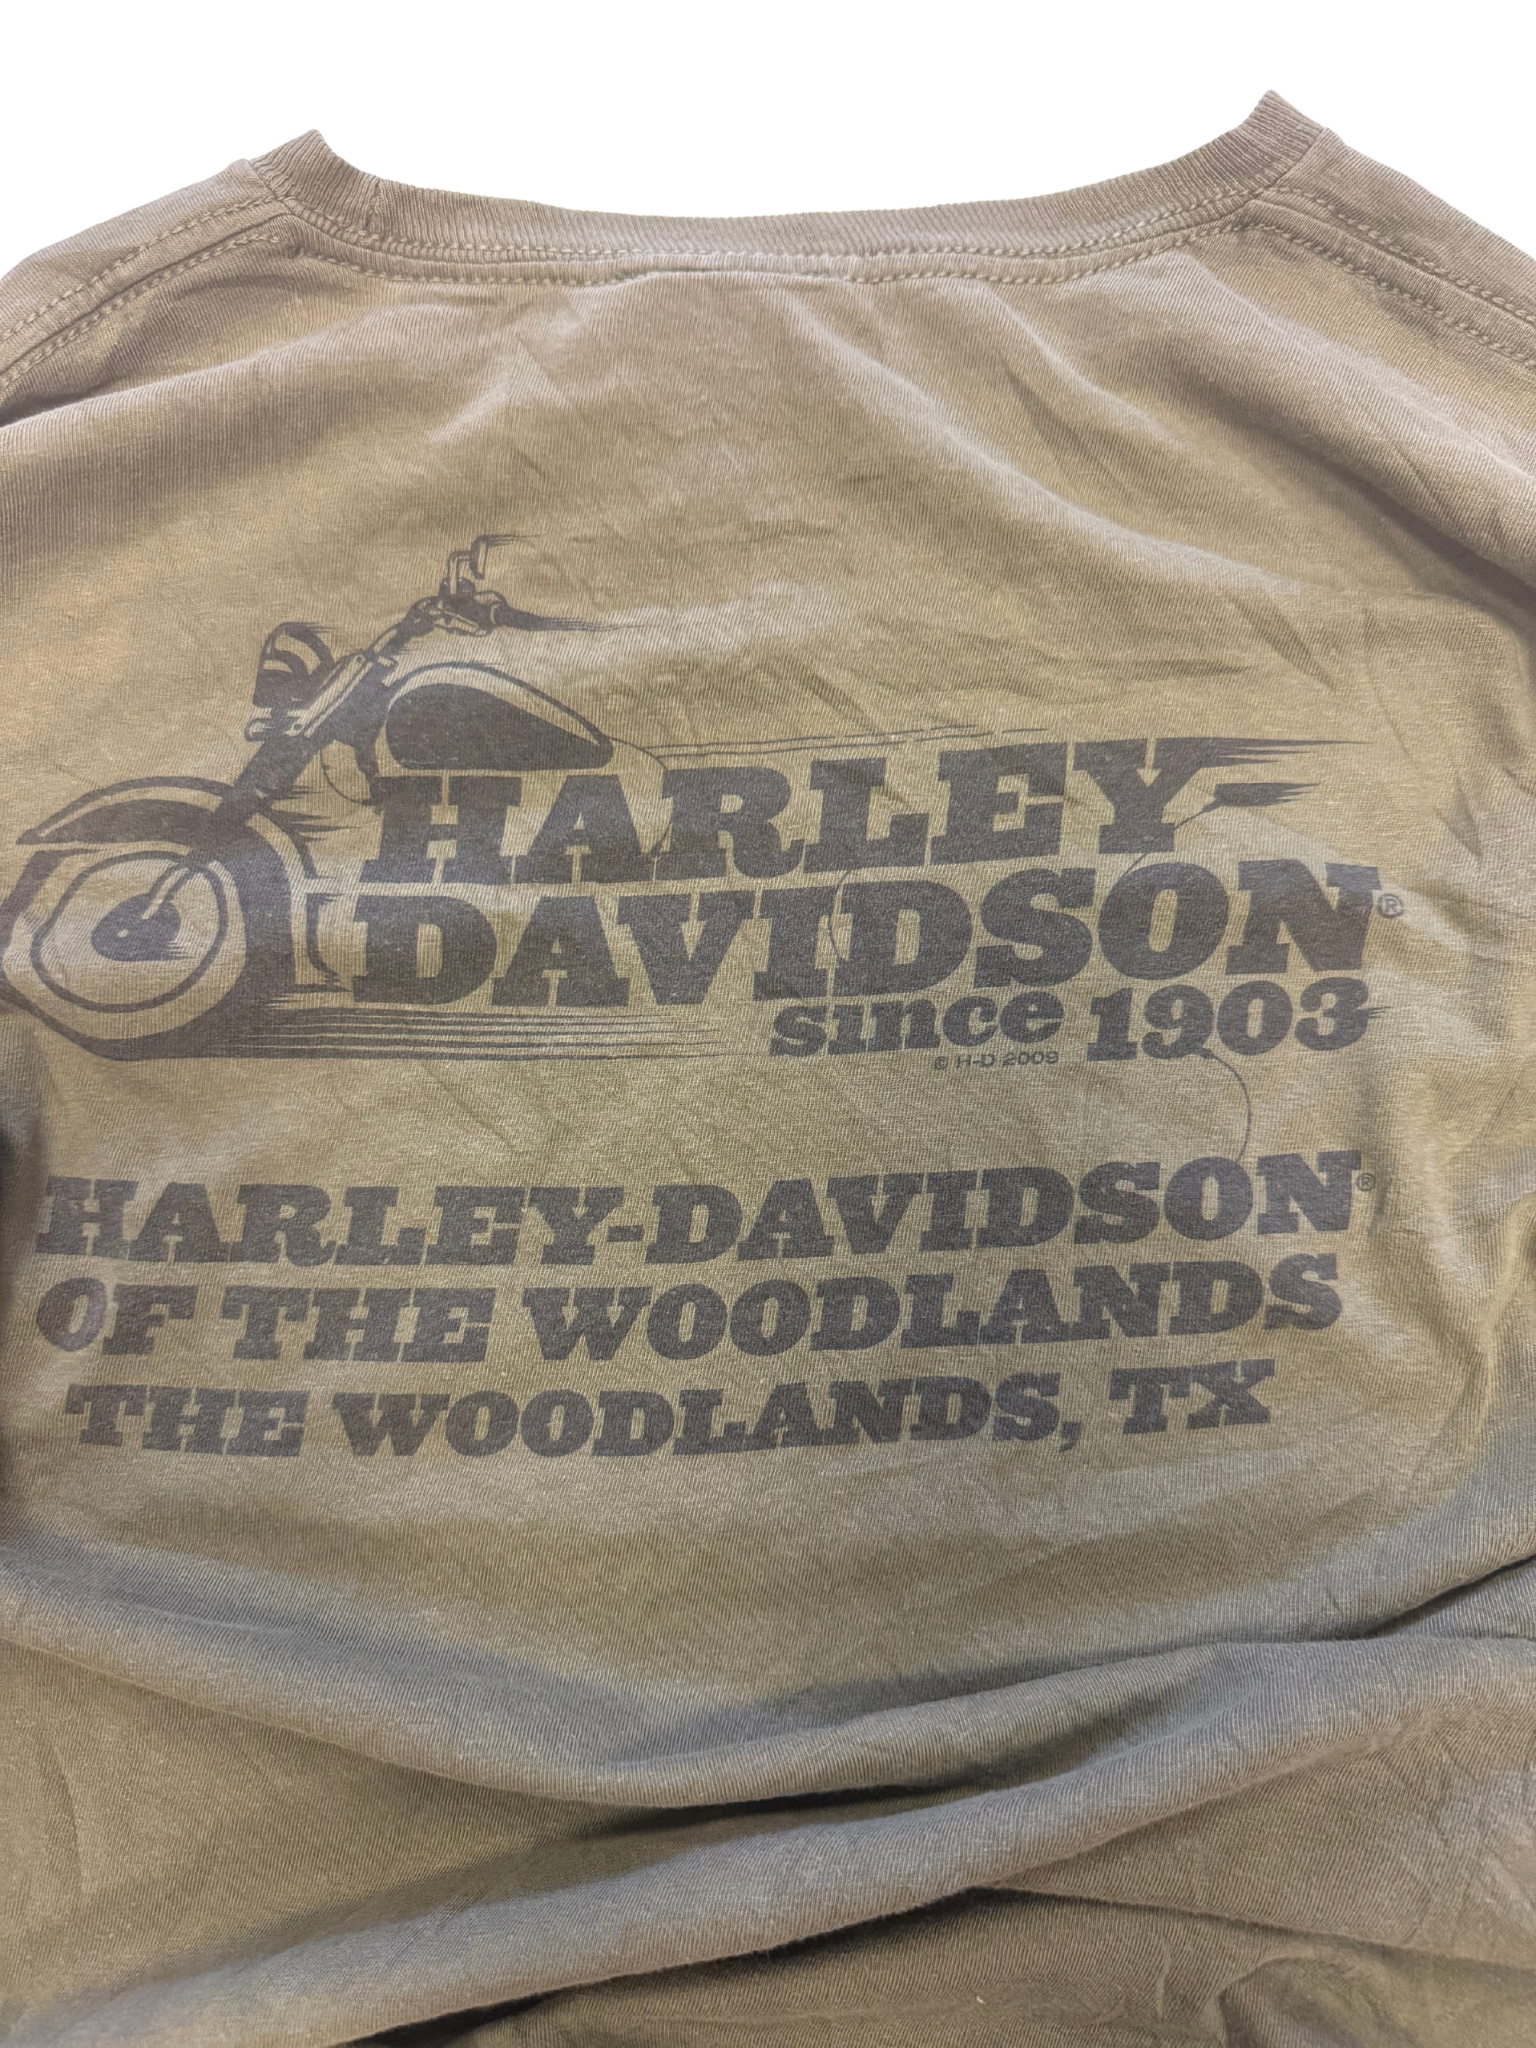 HARLEY
DAVIDSON®
since 1903
© H-D 2009
HARLEY-DAVIDSON®
OF THE WOODLANDS
THE WOODLANDS, TX